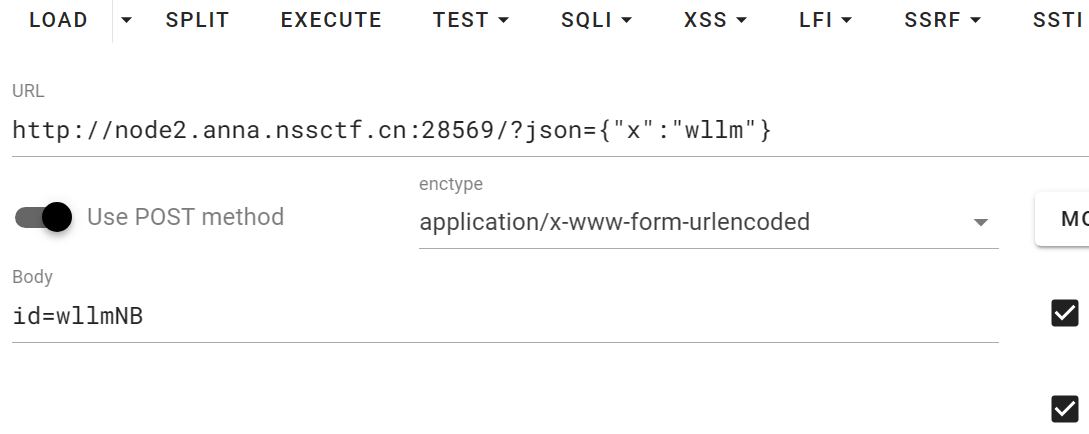 LOAD SPLIT EXECUTE TEST SQLI XSS LFI SSRF SSTI
URL
http://node2.anna.nssctf.cn:28569/?json={"x":"wllm"}
enctype
Use POST method application/x-www-form-urlencoded
Body
id=wllmNB